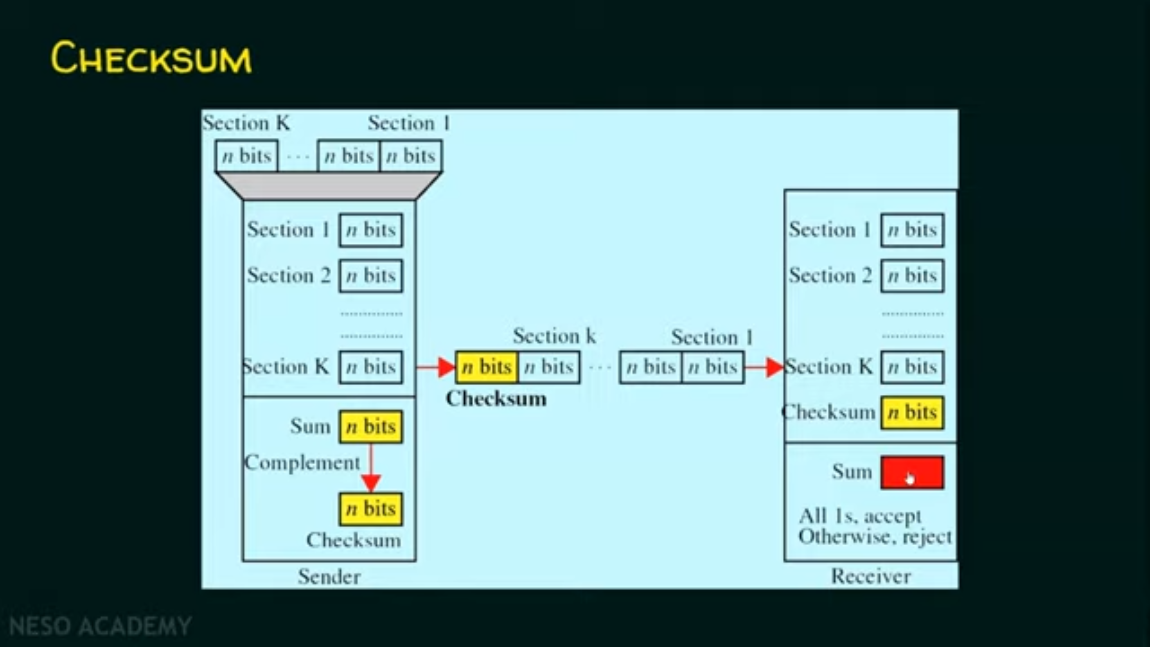 CHECKSUM
Section K Section 1
n bits ... n bits n bits
Section 1 n bits
Section 2 n bits
Section K n bits
Sum n bits
Complement
n bits
Checksum
Sender
Section k Section 1
n bits n bits ... n bits n bits
Checksum
Section 1 n bits
Section 2 n bits
Section K n bits
Checksum n bits
Sum
All 1s, accept
Otherwise, reject
Receiver
NESO ACADEMY